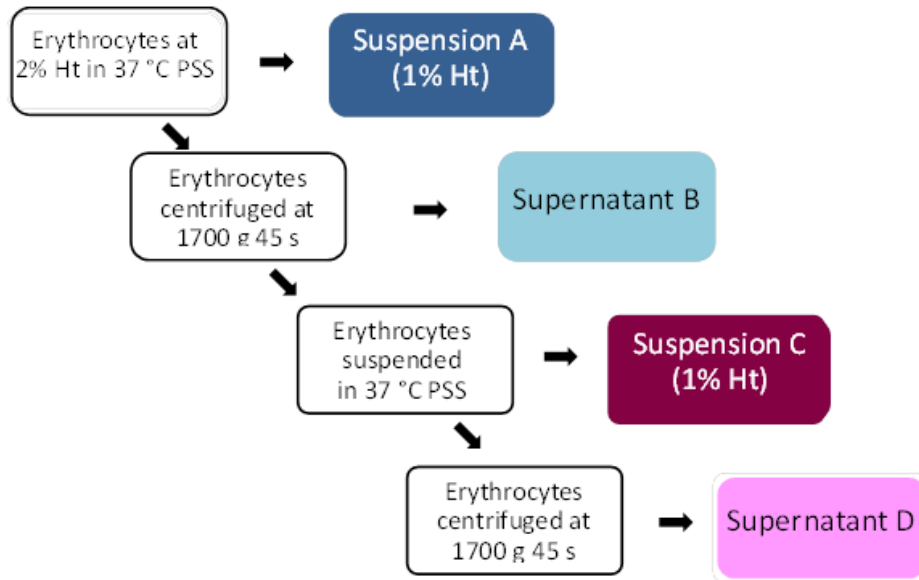 Erythrocytes at
2% Ht in 37 °C PSS
Suspension A
(1% Ht)
Erythrocytes
centrifuged at
1700 g 45 s
Supernatant B
Erythrocytes
suspended
in 37 °C PSS
Suspension C
(1% Ht)
Erythrocytes
centrifuged at
1700 g 45 s
Supernatant D